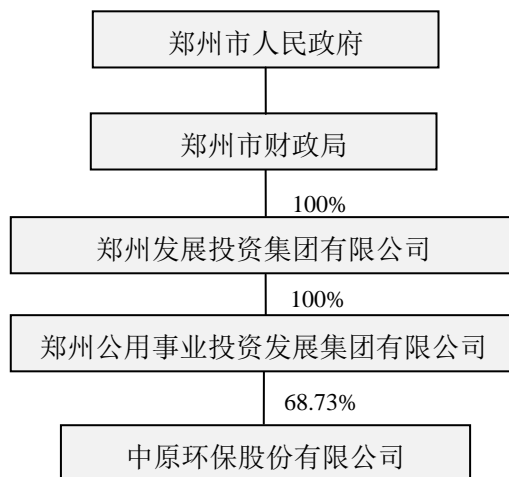 郑州市人民政府
郑州市财政局
100%
郑州发展投资集团有限公司
100%
郑州公用事业投资发展集团有限公司
68.73%
中原环保股份有限公司